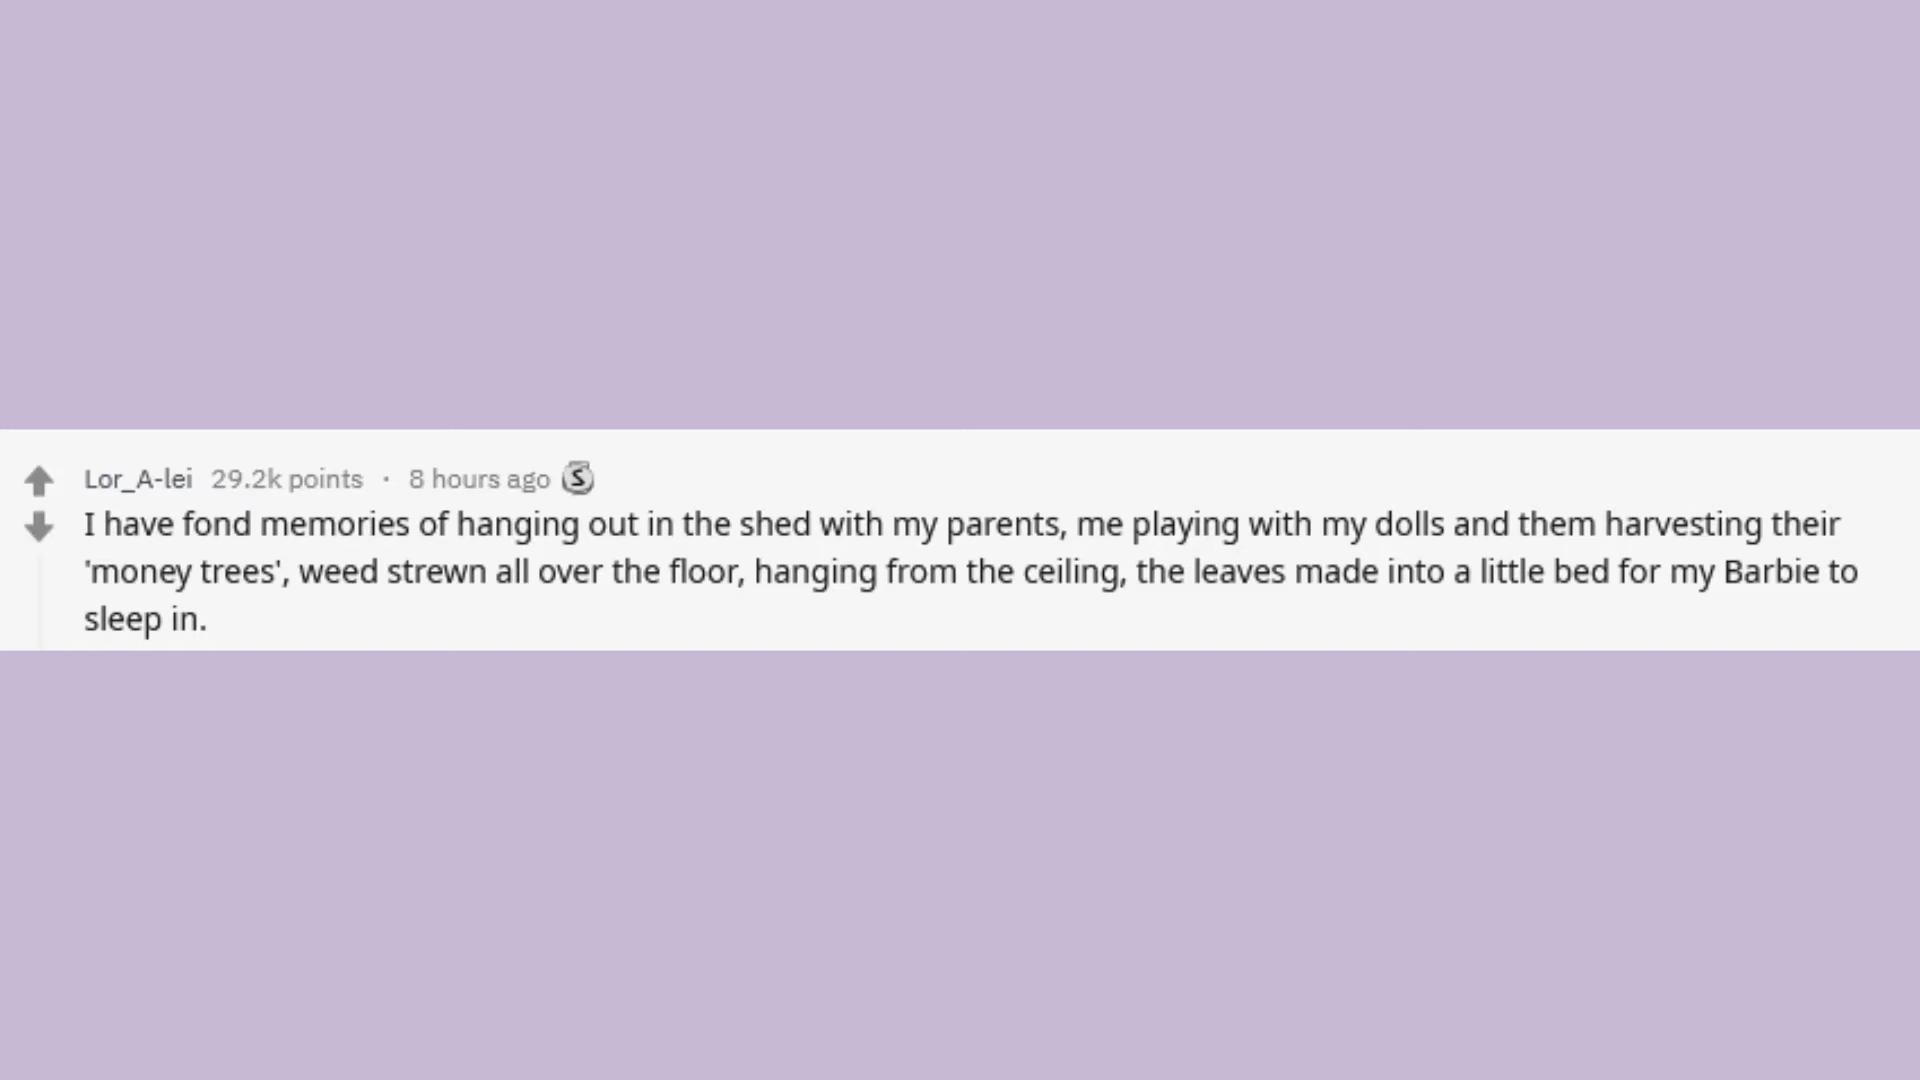 Lor_A-lei 29.2k points · 8 hours ago S
I have fond memories of hanging out in the shed with my parents, me playing with my dolls and them harvesting their
'money trees', weed strewn all over the floor, hanging from the ceiling, the leaves made into a little bed for my Barbie to
sleep in.